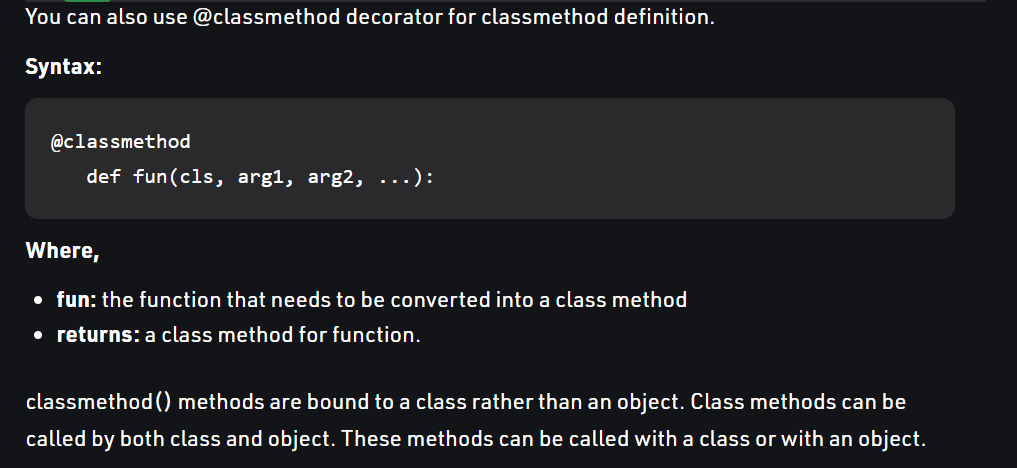 You can also use @classmethod decorator for classmethod definition.
Syntax:
@classmethod
def fun(cls, arg1, arg2, ...):
Where,
• fun: the function that needs to be converted into a class method
• returns: a class method for function.
classmethod() methods are bound to a class rather than an object. Class methods can be
called by both class and object. These methods can be called with a class or with an object.